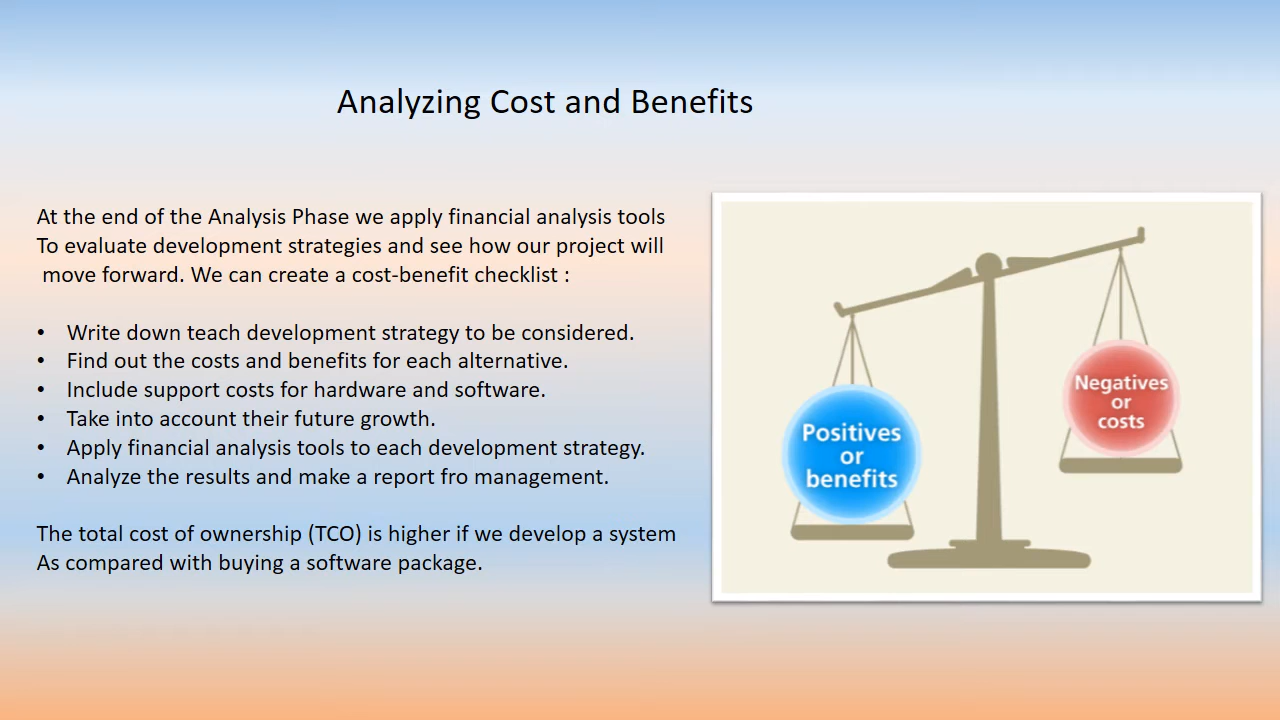 Analyzing Cost and Benefits
At the end of the Analysis Phase we apply financial analysis tools
To evaluate development strategies and see how our project will
move forward. We can create a cost-benefit checklist :
• Write down teach development strategy to be considered.
• Find out the costs and benefits for each alternative.
• Include support costs for hardware and software.
• Take into account their future growth.
• Apply financial analysis tools to each development strategy.
• Analyze the results and make a report fro management.
The total cost of ownership (TCO) is higher if we develop a system
As compared with buying a software package.
Positives
or
benefits
Negatives
or
costs